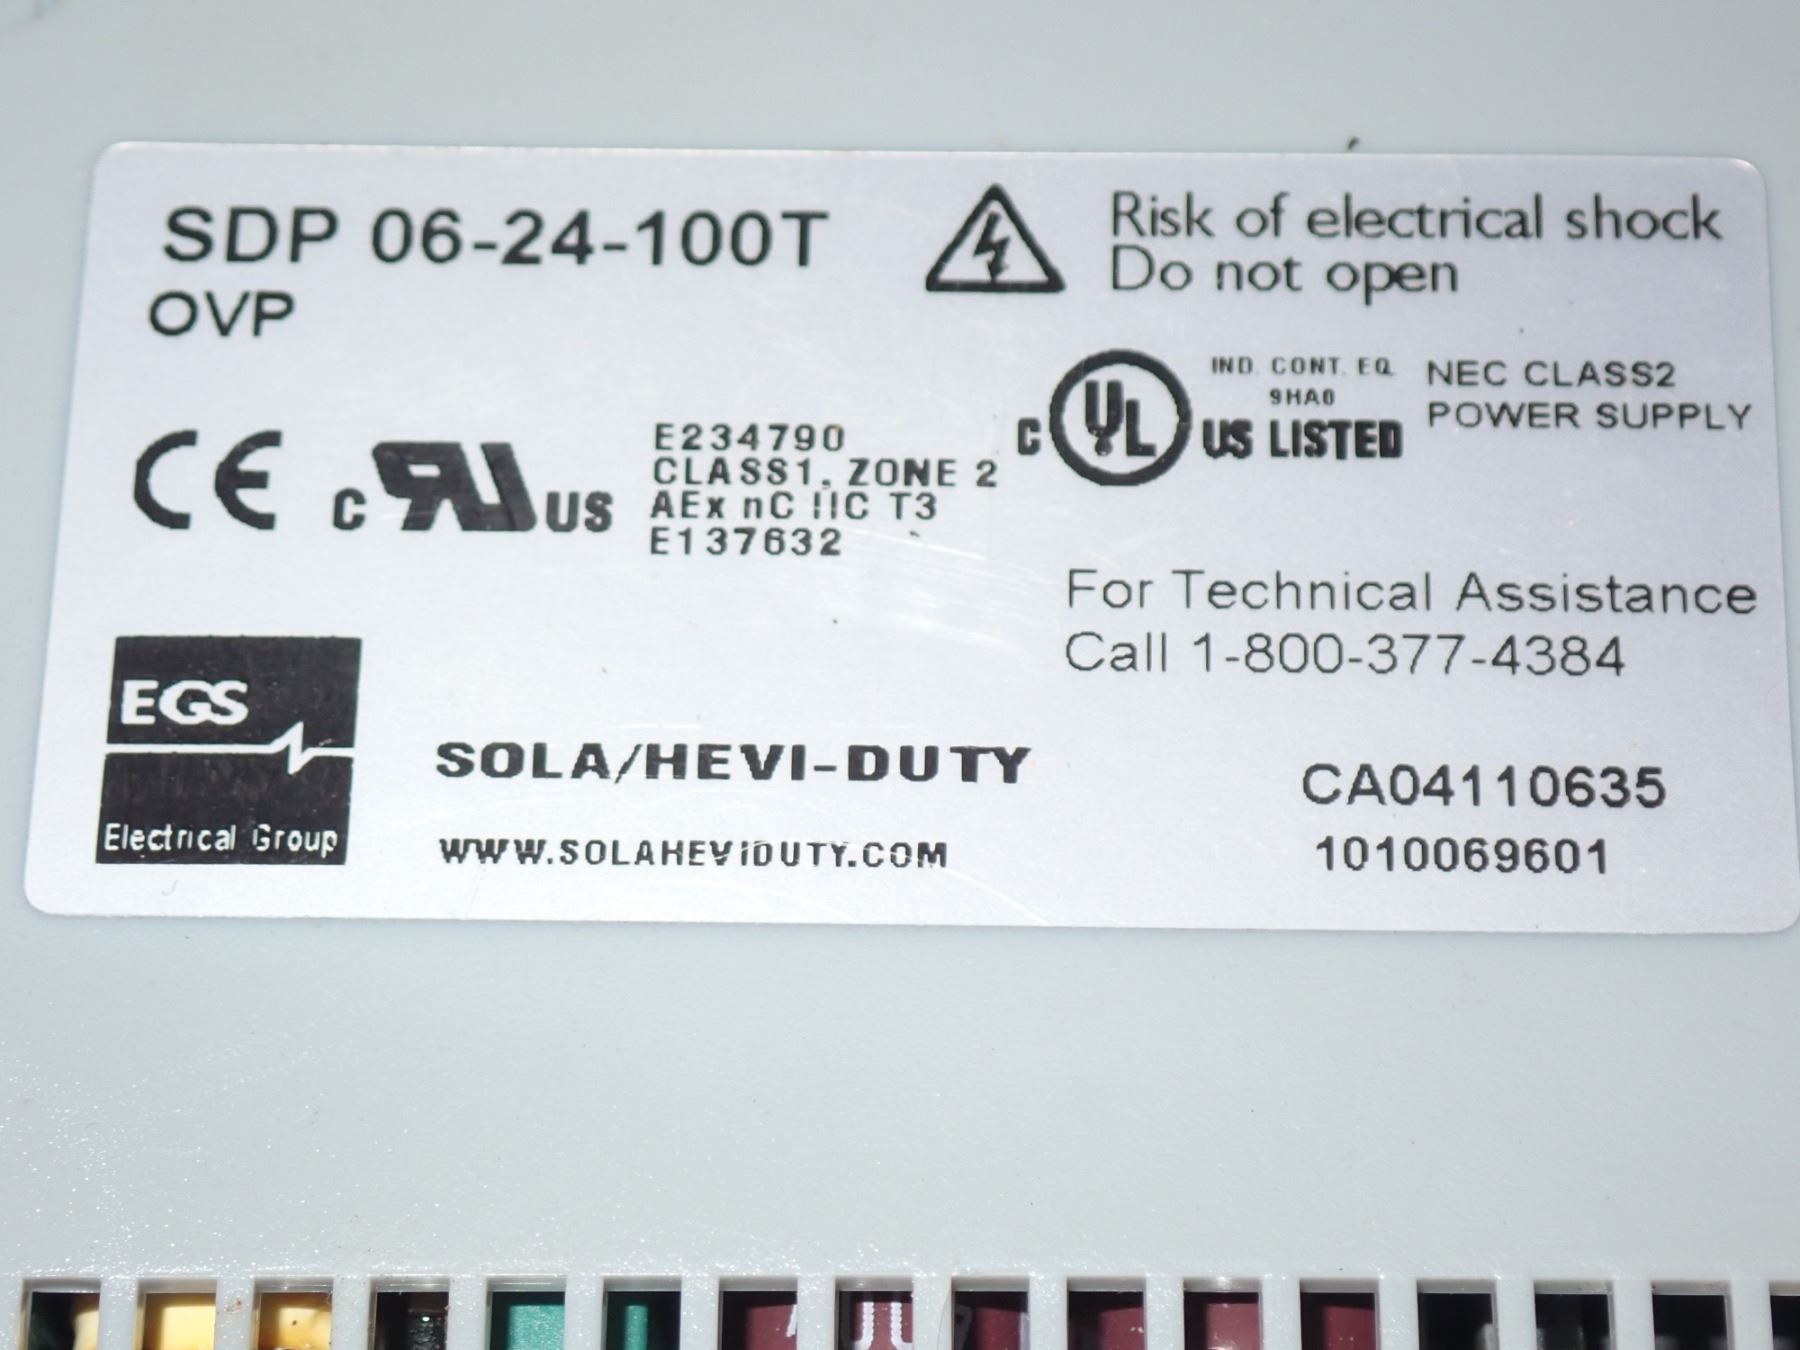 SDP 06-24-100T
OVP
Risk of electrical shock
Do not open
CE
C RU US
E234790
CLASS1, ZONE 2
AEx nC IIC T3
E137632
C UL US LISTED
IND. CONT. EQ.
9HA0
NEC CLASS2
POWER SUPPLY
For Technical Assistance
Call 1-800-377-4384
EGS
Electrical Group
SOLA/HEVI-DUTY
WWW.SOLAHEVIDUTY.COM
CA04110635
1010069601